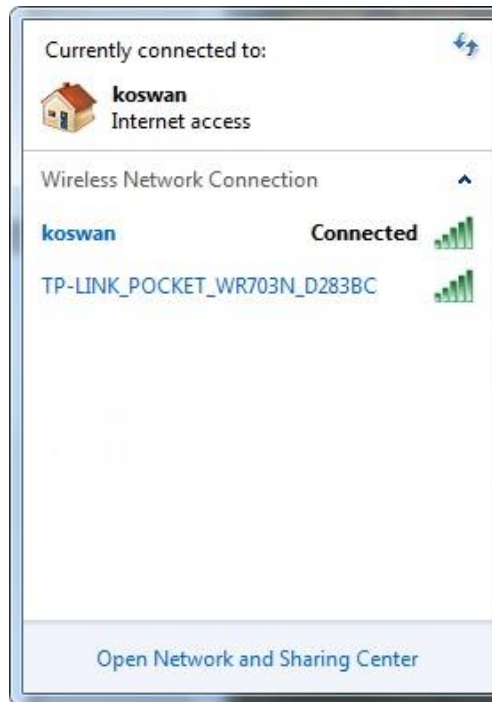 Currently connected to:
koswan
Internet access
Wireless Network Connection
koswan Connected
TP-LINK_POCKET_WR703N_D283BC
Open Network and Sharing Center